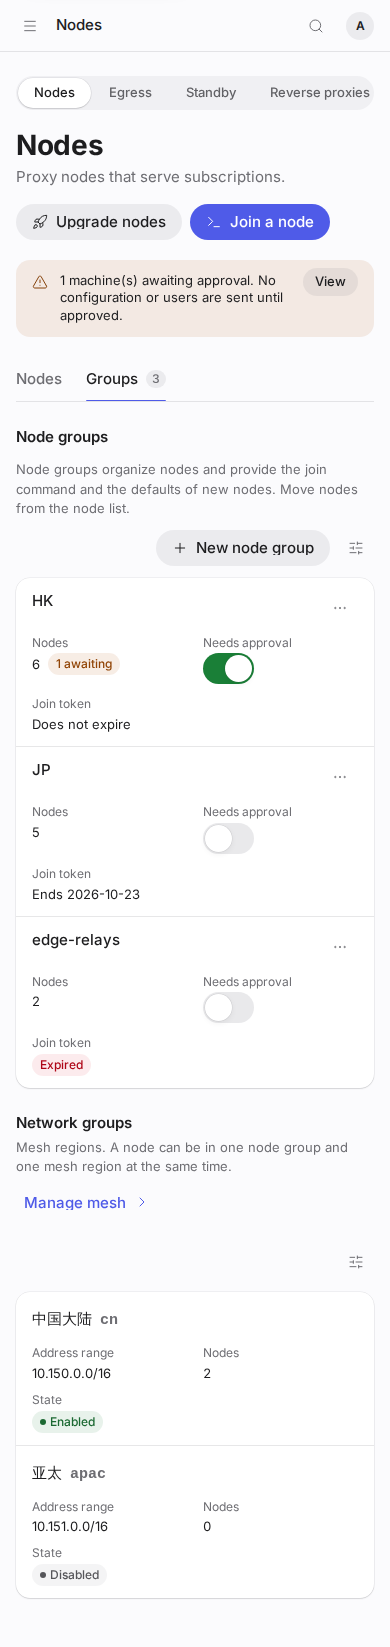 Nodes
A
Nodes Egress Standby Reverse proxies
Nodes
Proxy nodes that serve subscriptions.
Upgrade nodes Join a node
1 machine(s) awaiting approval. No
configuration or users are sent until
approved.
View
Nodes Groups 3
Node groups
Node groups organize nodes and provide the join
command and the defaults of new nodes. Move nodes
from the node list.
New node group
HK
Nodes Needs approval
6 1 awaiting
Join token
Does not expire
JP
Nodes Needs approval
5
Join token
Ends 2026-10-23
edge-relays
Nodes Needs approval
2
Join token
Expired
Network groups
Mesh regions. A node can be in one node group and
one mesh region at the same time.
Manage mesh
中国大陆 cn
Address range Nodes
10.150.0.0/16 2
State
Enabled
亚太 apac
Address range Nodes
10.151.0.0/16 0
State
Disabled